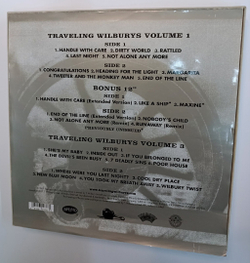 TRAVELING WILBURYS VOLUME 1
SIDE 1
1. HANDLE WITH CARE 2. DIRTY WORLD 3. RATTLED
4. LAST NIGHT 5. NOT ALONE ANY MORE
SIDE 2
1. CONGRATULATIONS 2. HEADING FOR THE LIGHT 3. MARGARITA
4. TWEETER AND THE MONKEY MAN 5. END OF THE LINE
BONUS 12"
SIDE 1
1. HANDLE WITH CARE (Extended Version) 2. LIKE A SHIP* 3. MAXINE*
SIDE 2
1. END OF THE LINE (Extended Version) 2. NOBODY'S CHILD
3. NOT ALONE ANY MORE (Remix) 4. RUNAWAY (Remix)
TRAVELING WILBURYS VOLUME 3
SIDE 1
1. SHE'S MY BABY 2. INSIDE OUT 3. IF YOU BELONGED TO ME
4. THE DEVIL'S BEEN BUSY 5. 7 DEADLY SINS 6. POOR HOUSE
SIDE 2
1. WHERE WERE YOU LAST NIGHT? 2. COOL DRY PLACE
3. NEW BLUE MOON 4. YOU TOOK MY BREATH AWAY 5. WILBURY TWIST